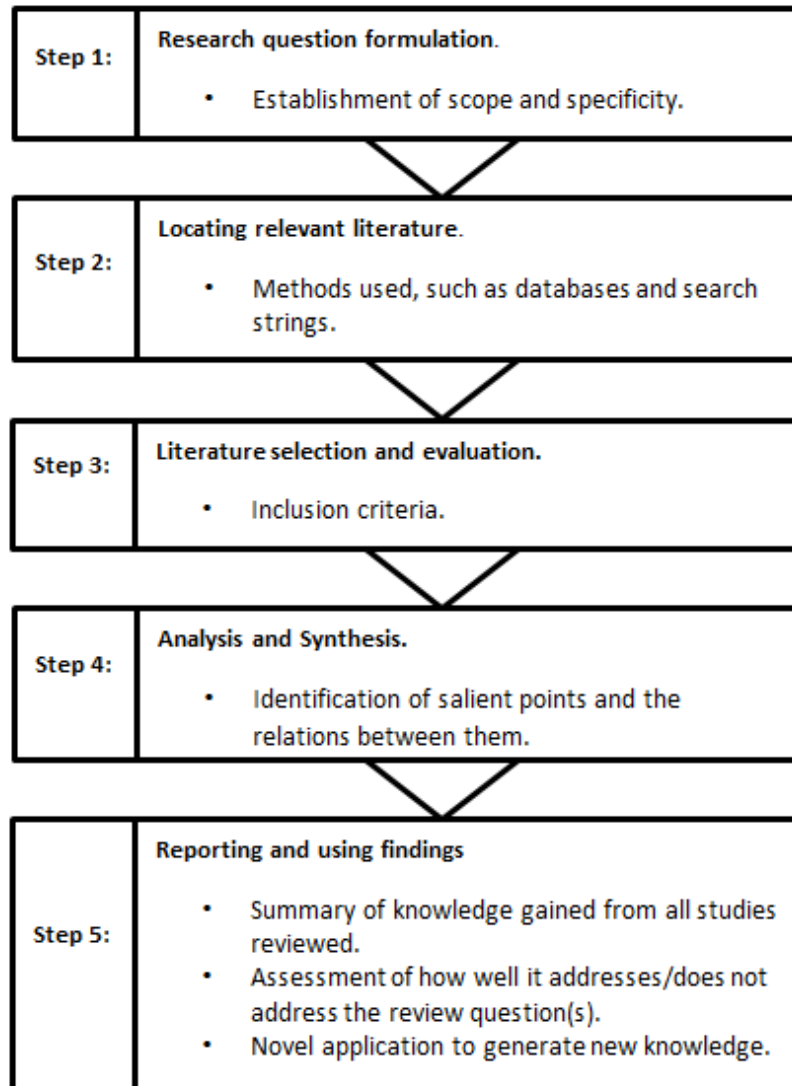 Step 1:
Research question formulation.
• Establishment of scope and specificity.
Step 2:
Locating relevant literature.
• Methods used, such as databases and search
strings.
Step 3:
Literature selection and evaluation.
• Inclusion criteria.
Step 4:
Analysis and Synthesis.
• Identification of salient points and the
relations between them.
Step 5:
Reporting and using findings
• Summary of knowledge gained from all studies
reviewed.
• Assessment of how well it addresses/does not
address the review question(s).
• Novel application to generate new knowledge.